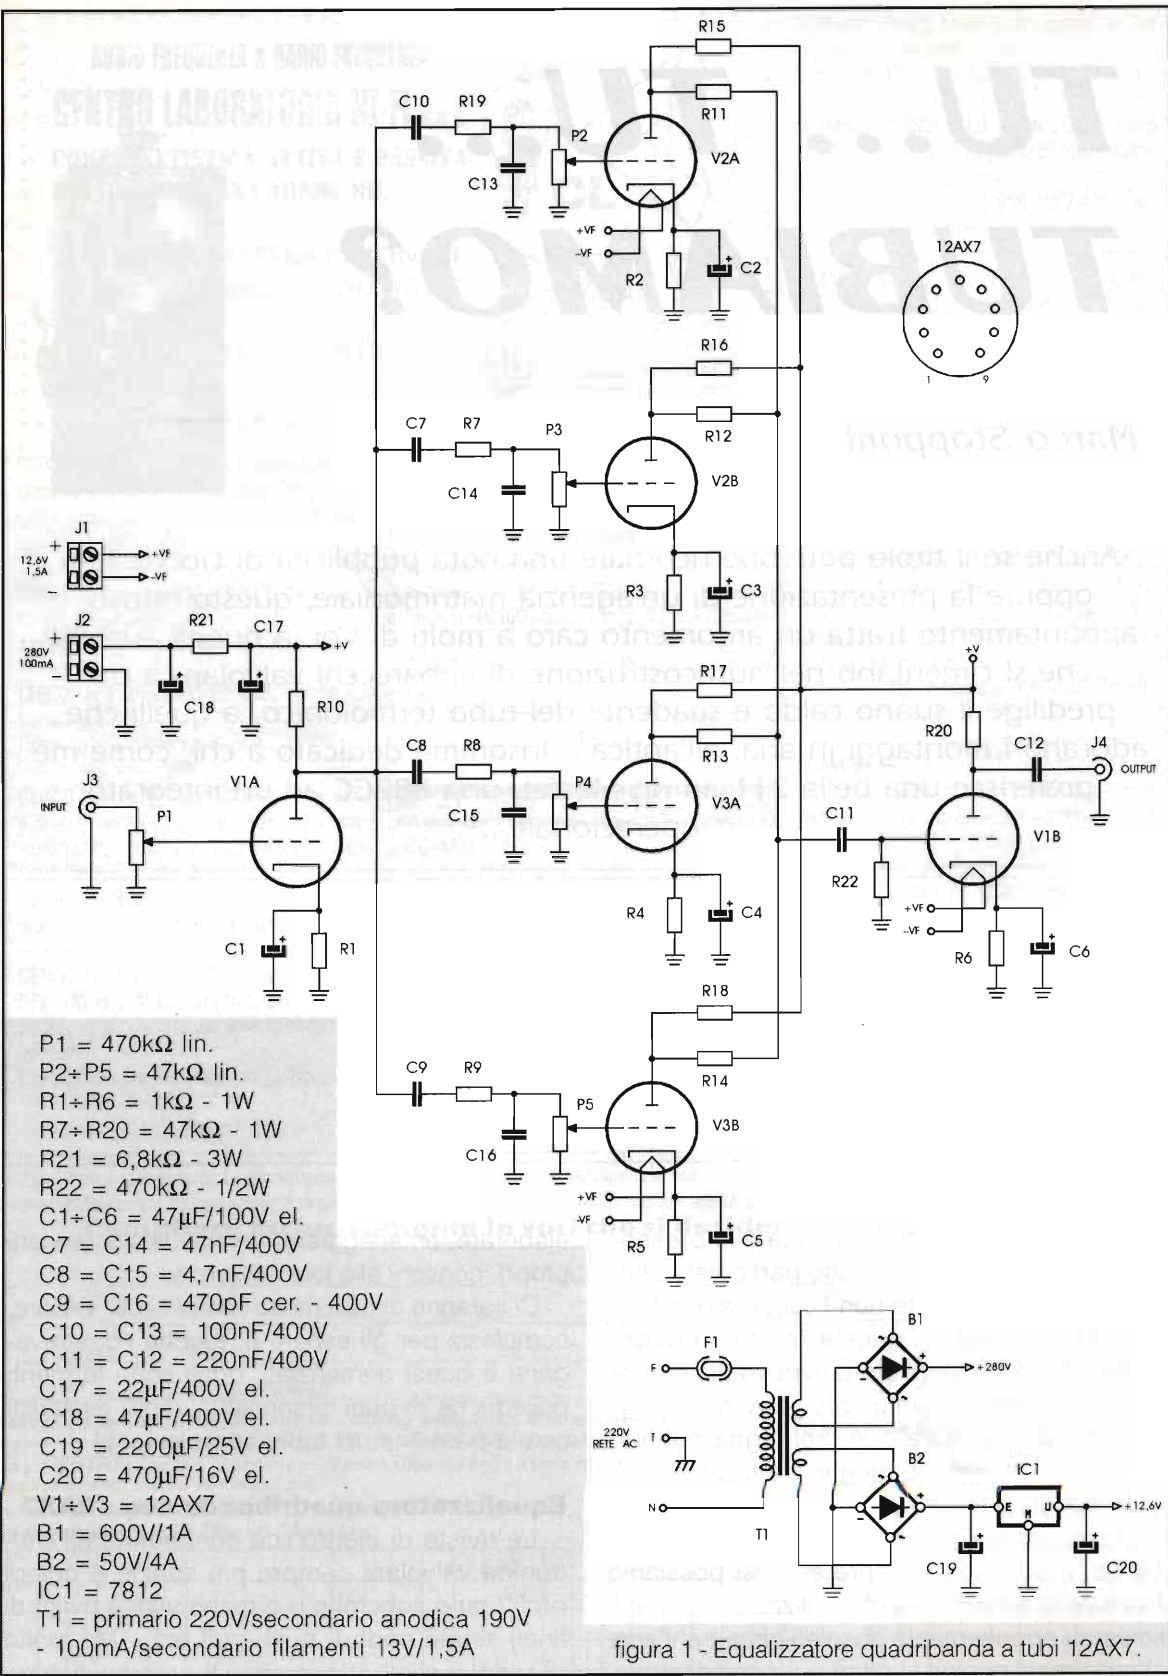 R15
C10 R19
P2
R11
V2A
C13
+VF
-VF
R2
C2
12AX7
1 9
R16
C7 R7 P3
R12
V2B
C14
R3
C3
J1
+
12,6V
1,5A
-
+VF
-VF
J2
+
280V
100mA
-
R21
C17
+V
C18
R10
R17
C8 R8 P4
R13
V3A
C15
R4
C4
J3
INPUT
P1
V1A
C1
+
R1
+V
R20
C12
J4
OUTPUT
C11
V1B
R22
+VF
-VF
R6
C6
R18
C9 R9 P5
R14
V3B
C16
+VF
-VF
R5
C5
P1 = 470kΩ lin.
P2÷P5 = 47kΩ lin.
R1÷R6 = 1kΩ - 1W
R7÷R20 = 47kΩ - 1W
R21 = 6,8kΩ - 3W
R22 = 470kΩ - 1/2W
C1÷C6 = 47µF/100V el.
C7 = C14 = 47nF/400V
C8 = C15 = 4,7nF/400V
C9 = C16 = 470pF cer. - 400V
C10 = C13 = 100nF/400V
C11 = C12 = 220nF/400V
C17 = 22µF/400V el.
C18 = 47µF/400V el.
C19 = 2200µF/25V el.
C20 = 470µF/16V el.
V1÷V3 = 12AX7
B1 = 600V/1A
B2 = 50V/4A
IC1 = 7812
T1 = primario 220V/secondario anodica 190V
- 100mA/secondario filamenti 13V/1,5A
F1
F
220V
RETE AC
T
N
T1
B1
+280V
B2
IC1
E M U
+12,6V
C19
C20
figura 1 - Equalizzatore quadribanda a tubi 12AX7.